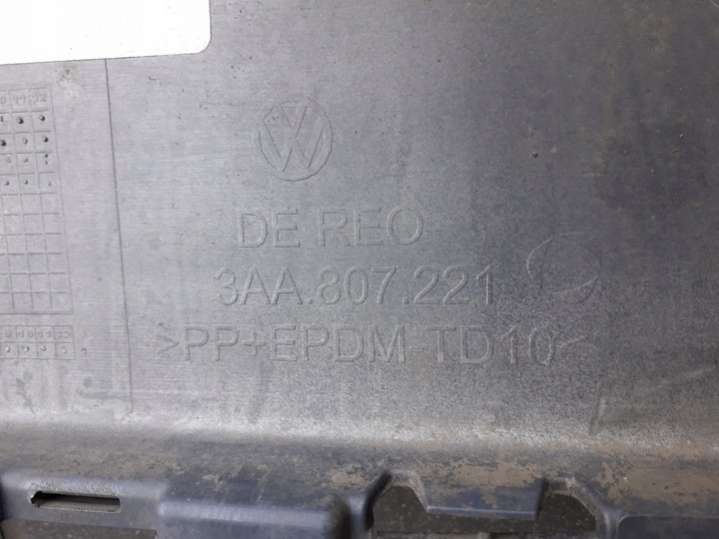 DE REO
3AA.807.221
>PP+EPDM-TD10<